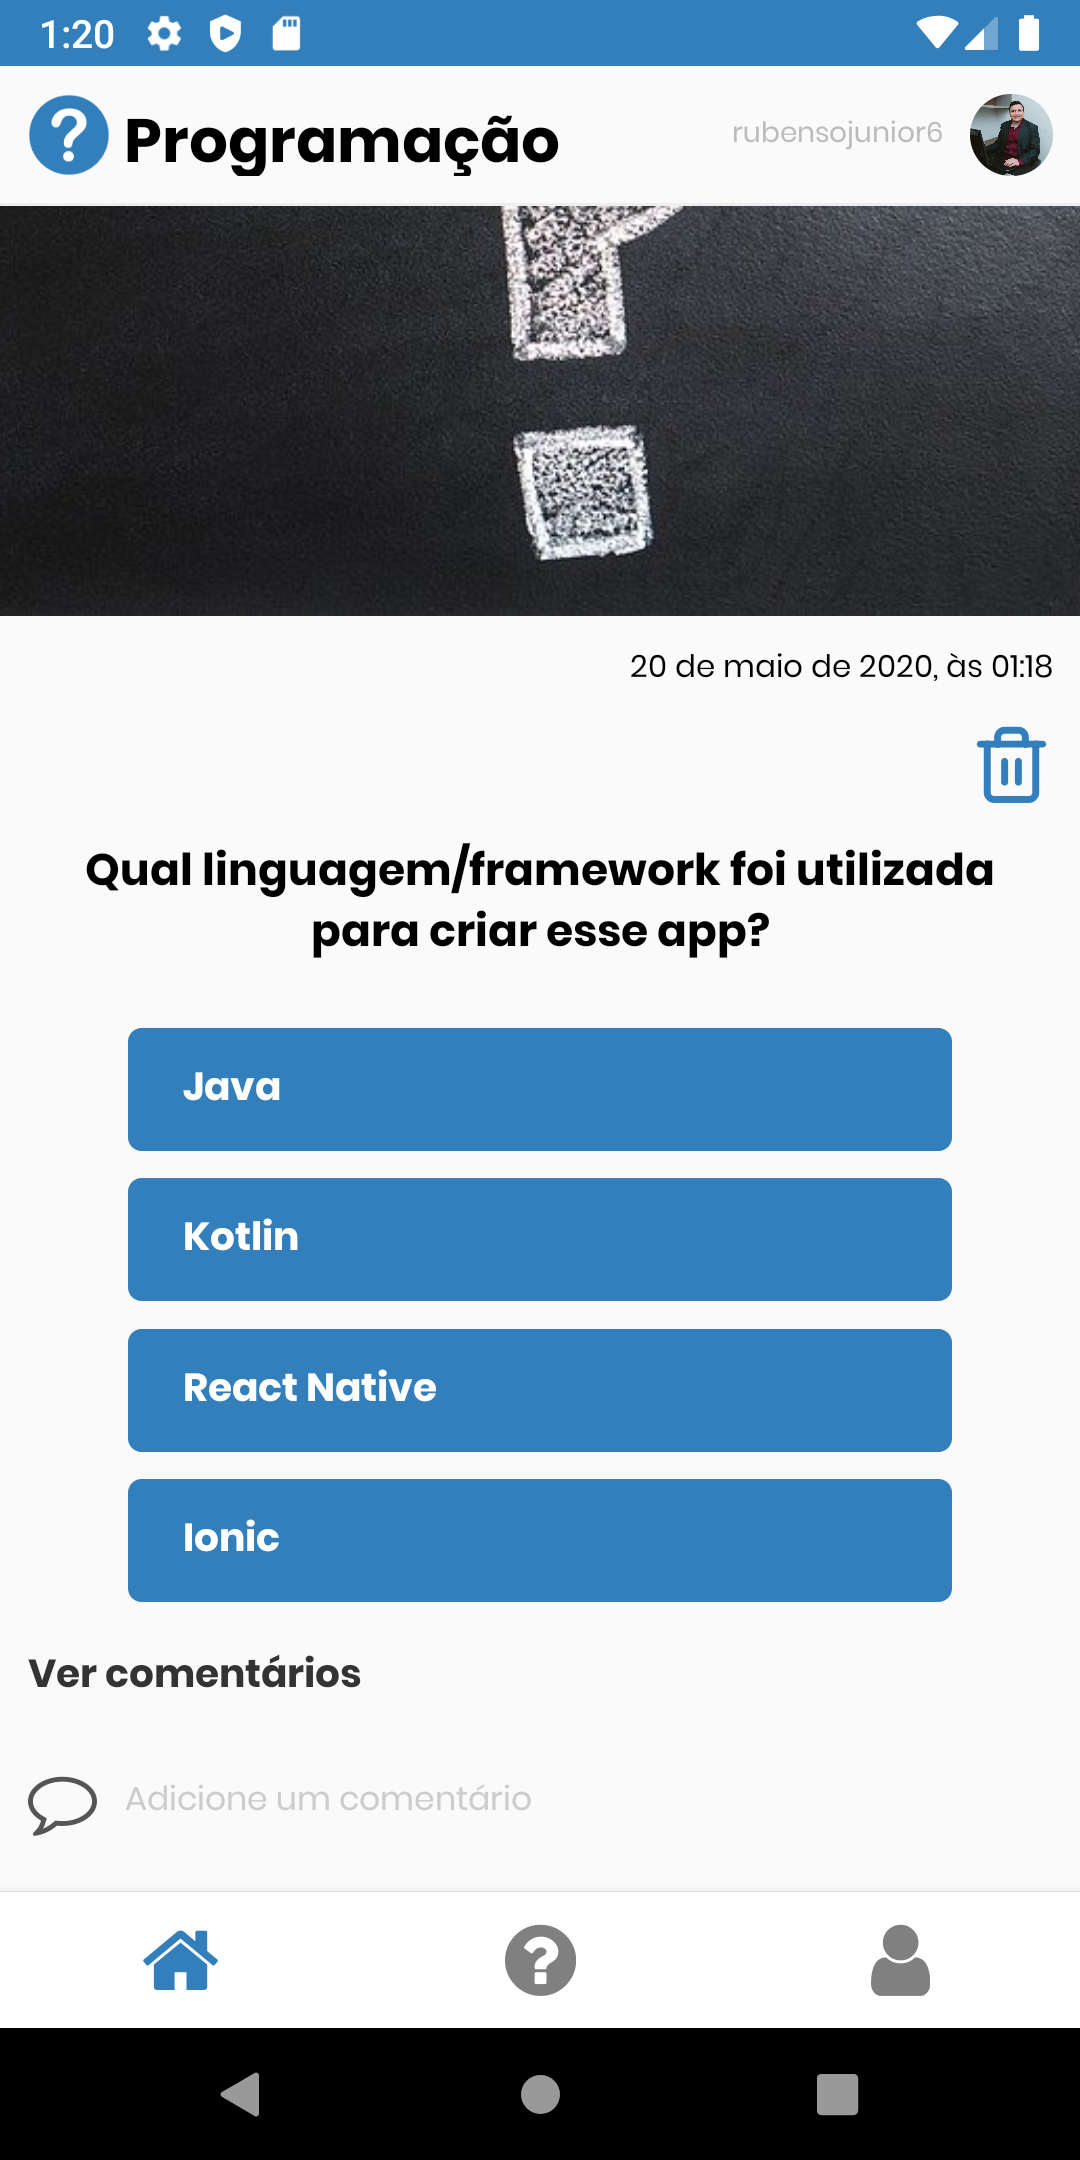 1:20
Programação
rubensojunior6
20 de maio de 2020, às 01:18
Qual linguagem/framework foi utilizada
para criar esse app?
Java
Kotlin
React Native
Ionic
Ver comentários
Adicione um comentário